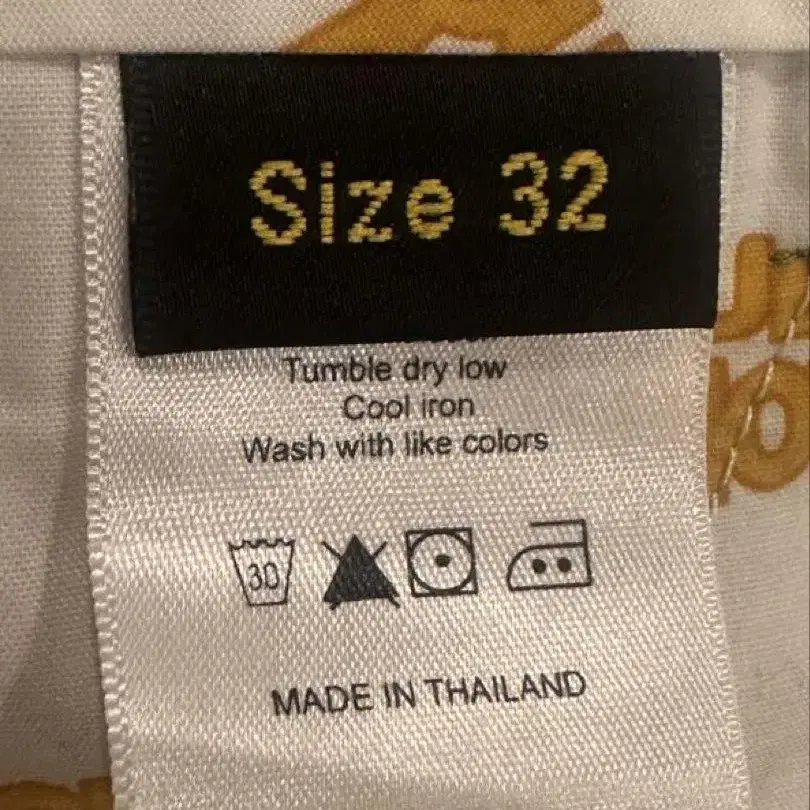 Size 32
Tumble dry low
Cool iron
Wash with like colors
30
MADE IN THAILAND